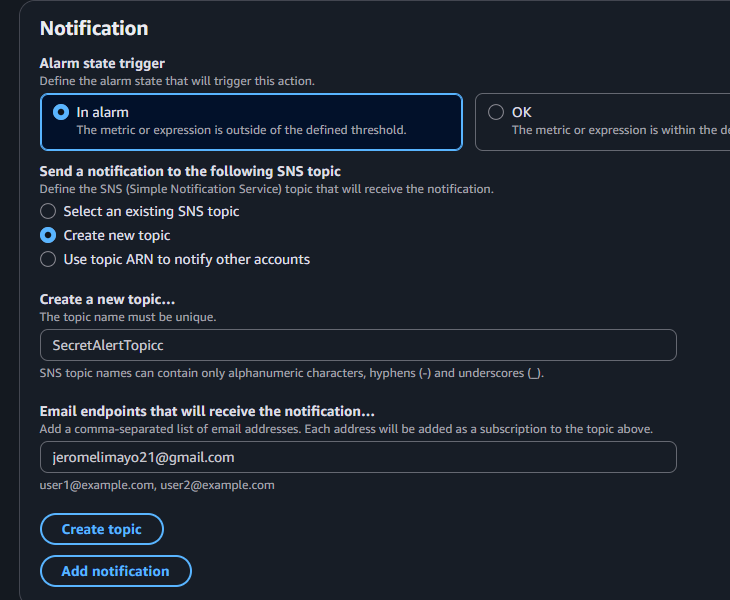 Notification
Alarm state trigger
Define the alarm state that will trigger this action.
In alarm
The metric or expression is outside of the defined threshold.
OK
The metric or expression is within the
Send a notification to the following SNS topic
Define the SNS (Simple Notification Service) topic that will receive the notification.
Select an existing SNS topic
Create new topic
Use topic ARN to notify other accounts
Create a new topic...
The topic name must be unique.
SecretAlertTopicc
SNS topic names can contain only alphanumeric characters, hyphens (-) and underscores (_).
Email endpoints that will receive the notification...
Add a comma-separated list of email addresses. Each address will be added as a subscription to the topic above.
jeromelimayo21@gmail.com
user1@example.com, user2@example.com
Create topic
Add notification